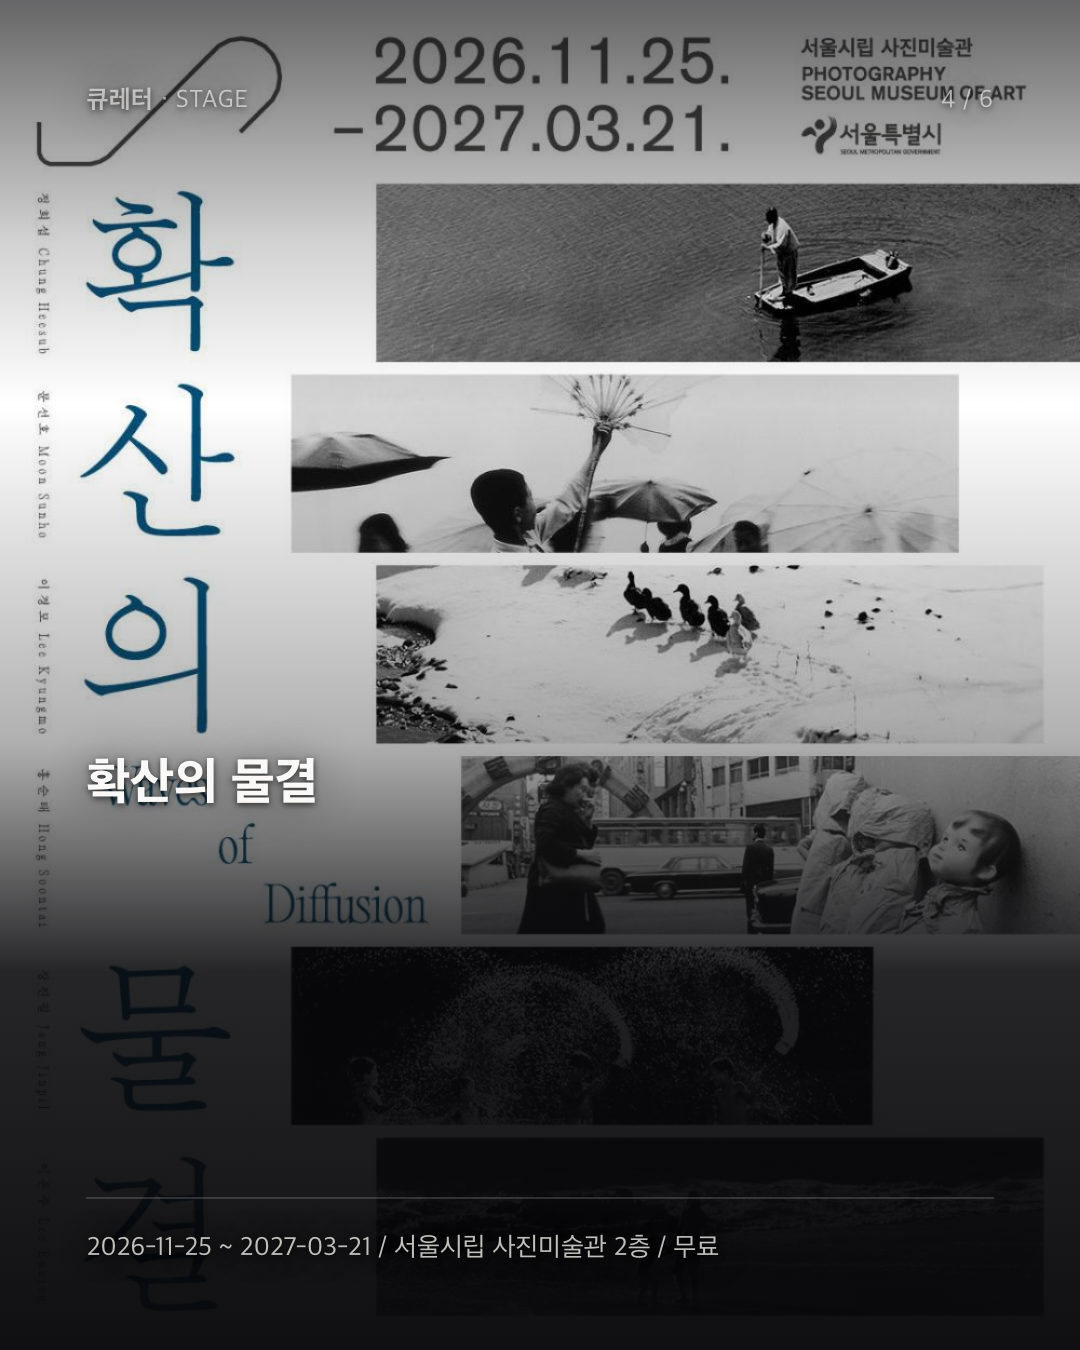 큐레터 · STAGE
4 / 6
2026.11.25.
-2027.03.21.
서울시립 사진미술관
PHOTOGRAPHY
SEOUL MUSEUM OF ART
서울특별시
SEOUL METROPOLITAN GOVERNMENT
정희섭 Chung Heesub
문선호 Moon Sunho
이경모 Lee Kyungmo
홍순태 Hong Soontai
확산의
물결
Waves
of
Diffusion
확산의 물결
2026-11-25 ~ 2027-03-21 / 서울시립 사진미술관 2층 / 무료